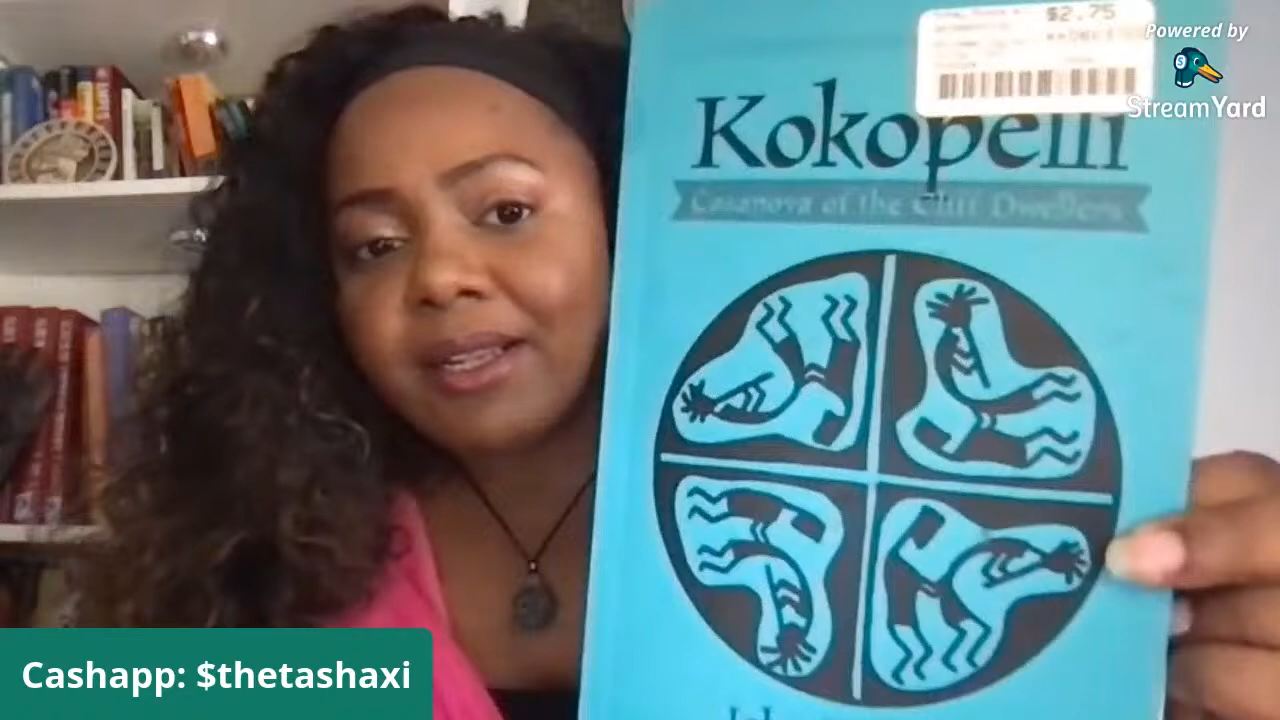 $2.75
Powered by
StreamYard
Kokopelli
Casanova of the Cliff Dwellers
Cashapp: $thetashaxi